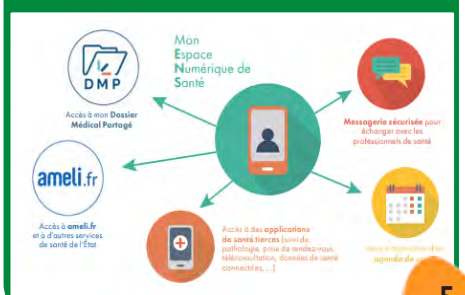 Mon
Espace
Numérique de
Santé
DMP
Accès à mon Dossier
Médical Partagé
Messagerie sécurisée pour
échanger avec les
professionnels de santé
ameli.fr
Accès à ameli.fr
et à d'autres services
de santé de l'État
Accès à des applications
de santé tierces (suivi de
pathologie, prise de rendez-vous,
téléconsultation, données de santé
connectées, ...)
agenda de
5